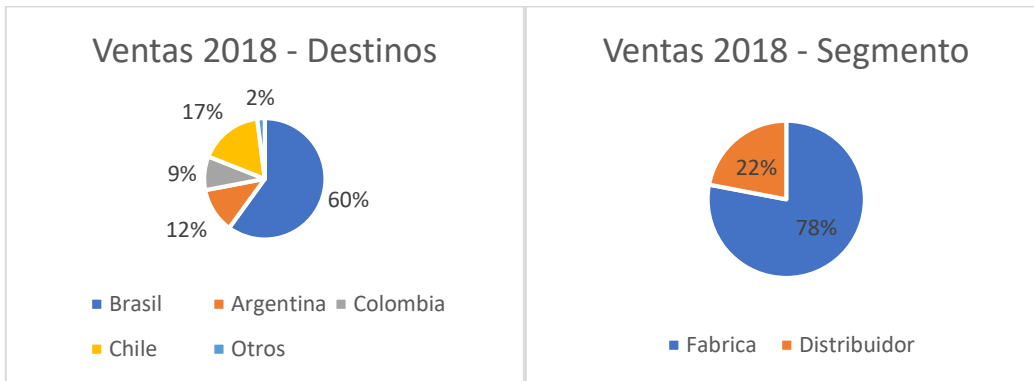 Ventas 2018 - Destinos
2%
17%
9%
60%
12%
Brasil
Argentina
Colombia
Chile
Otros
Ventas 2018 - Segmento
22%
78%
Fabrica
Distribuidor